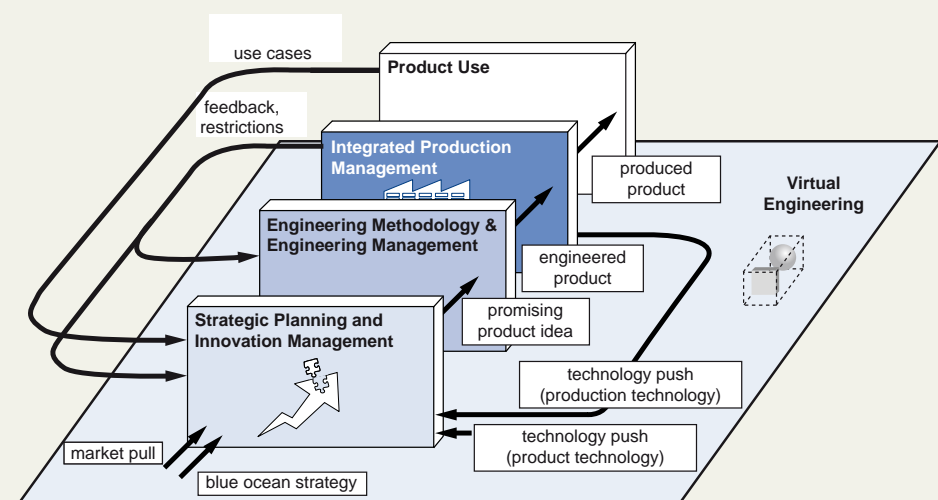 use cases
Product Use
feedback,
restrictions
Integrated Production
Management
produced
product
Virtual
Engineering
Engineering Methodology &
Engineering Management
engineered
product
promising
product idea
Strategic Planning and
Innovation Management
technology push
(production technology)
technology push
(product technology)
market pull
blue ocean strategy